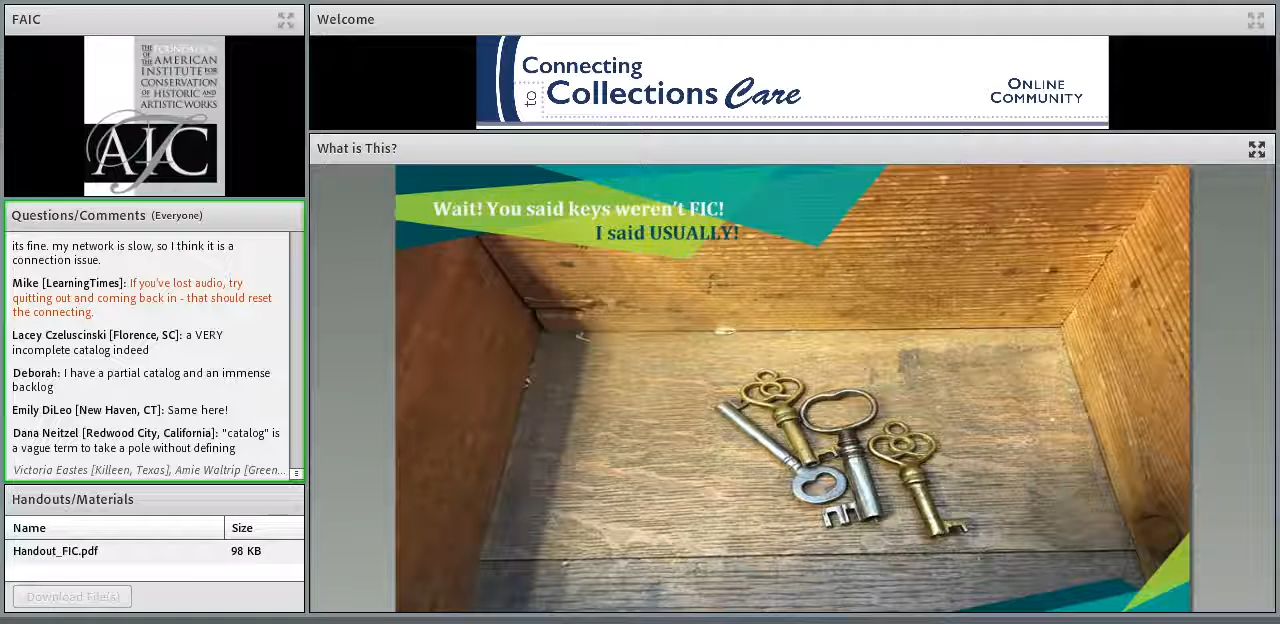 FAIC
THE FOUNDATION
OF THE AMERICAN
INSTITUTE FOR
CONSERVATION
OF HISTORIC AND
ARTISTIC WORKS
AIC
Questions/Comments (Everyone)
is fine. my network is slow, so I think it is a
connection issue.
Mike [LearningTimes]: If you've lost audio, try
quitting out and coming back in - that should reset
the connecting.
Lacey Czeluscinski [Florence, SC]: a VERY
incomplete catalog indeed
Deborah: I have a partial catalog and an immense
backlog
Emily DiLeo [New Haven, CT]: Same here!
Dana Neitzel [Redwood City, California]: "catalog" is
a vague term to take a pole without defining
Victoria Eastes [Killeen, Texas], Amie Waltrip [Green...
Handouts/Materials
Name Size
Handout_FIC.pdf 98 KB
Download File(s)
Welcome
Connecting
to Collections Care
ONLINE
COMMUNITY
What is This?
Wait! You said keys weren't FIC!
I said USUALLY!